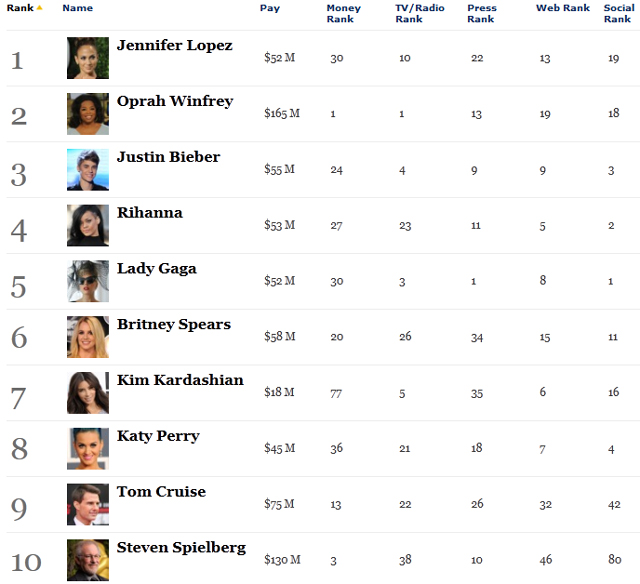 Rank Name Pay Money Rank TV/Radio Rank Press Rank Web Rank Social Rank
1 Jennifer Lopez $52 M 30 10 22 13 19
2 Oprah Winfrey $165 M 1 1 13 19 18
3 Justin Bieber $55 M 24 4 9 9 3
4 Rihanna $53 M 27 23 11 5 2
5 Lady Gaga $52 M 30 3 1 8 1
6 Britney Spears $58 M 20 26 34 15 11
7 Kim Kardashian $18 M 77 5 35 6 16
8 Katy Perry $45 M 36 21 18 7 4
9 Tom Cruise $75 M 13 22 26 32 42
10 Steven Spielberg $130 M 3 38 10 46 80